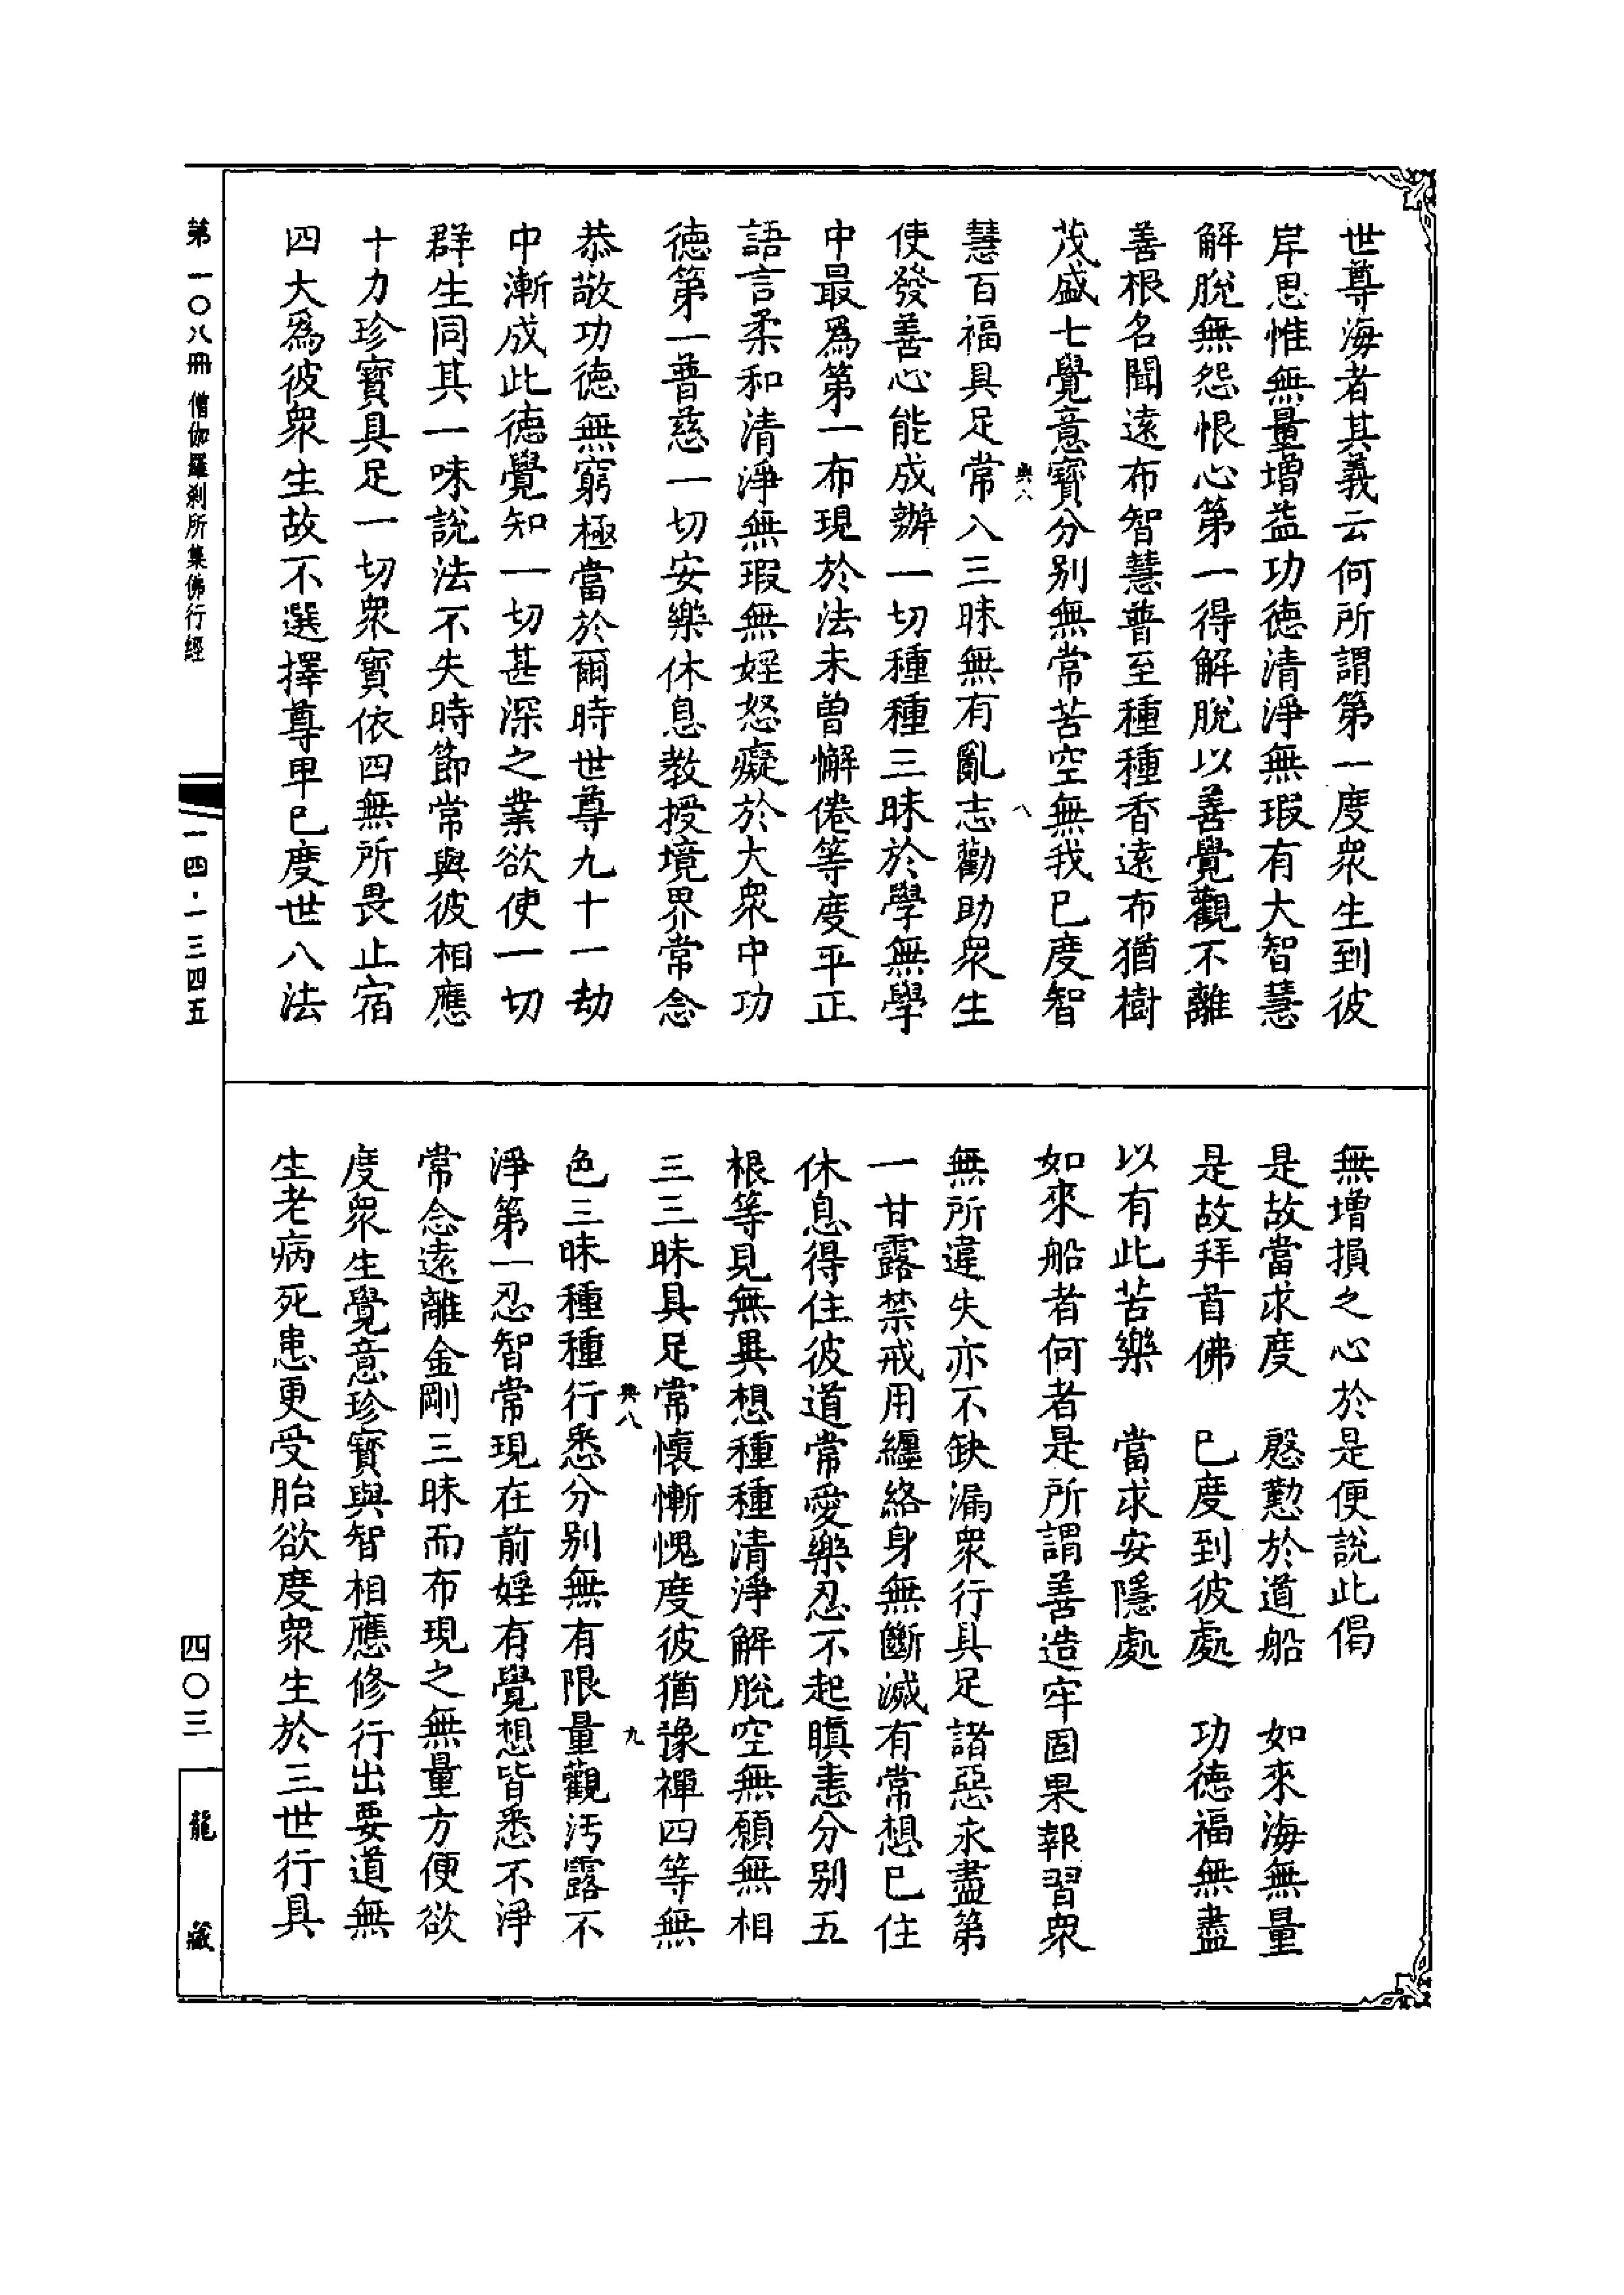 世尊海者其義云何所謂第一度衆生到彼
岸思惟無量增益功德清淨無瑕有大智慧
解脫無怨恨心第一得解脫以善覺觀不離
善根名聞遠布智慧普至種種香遠布猶樹
茂盛七覺意寶分別無常苦空無我已度智
典八
八
慧百福具足常入三昧無有亂志勸助衆生
使發善心能成辦一切種種三昧於學無學
中最爲第一布現於法未曾懈倦等度平正
語言柔和清淨無瑕無婬怒癡於大衆中功
德第一普慈一切安樂休息教授境界常念
恭敬功德無窮極當於爾時世尊九十一劫
中漸成此德覺知一切甚深之業欲使一切
群生同其一味說法不失時節常與彼相應
十力珍寶具足一切衆寶依四無所畏止宿
四大爲彼衆生故不選擇尊卑已度世八法
無增損之心於是便說此偈
是故當求度 慇懃於道船 如來海無量
是故拜首佛 已度到彼處 功德福無盡
以有此苦樂 當求安隱處
如來船者何者是所謂善造牢固果報習衆
無所違失亦不缺漏衆行具足諸惡永盡第
一甘露禁戒用纏絡身無斷滅有常想已住
休息得住彼道常愛樂忍不起瞋恚分別五
根等見無異想種種清淨解脫空無願無相
三三昧具足常懷慚愧度彼猶豫禪四等無
典八
九
色三昧種種行悉分別無有限量觀汚露不
淨第一忍智常現在前婬有覺想皆悉不淨
常念遠離金剛三昧而布現之無量方便欲
度衆生覺意珍寶與智相應修行出要道無
生老病死患更受胎欲度衆生於三世行具
第一〇八冊 僧伽羅刹所集佛行經
一四·一三四五
四〇三
龍藏